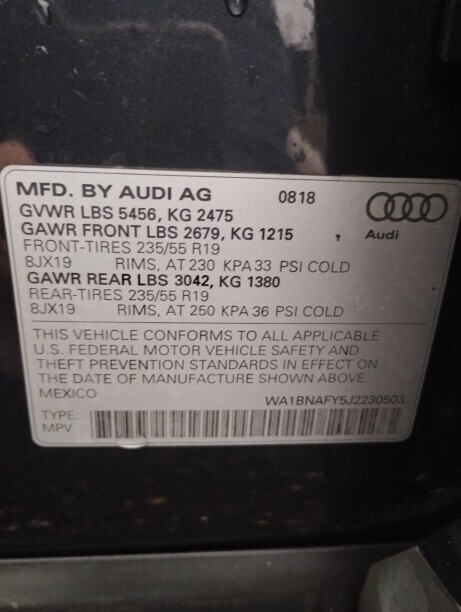 MFD. BY AUDI AG 0818
GVWR LBS 5456, KG 2475
GAWR FRONT LBS 2679, KG 1215
Audi
FRONT-TIRES 235/55 R19
8JX19 RIMS, AT 230 KPA 33 PSI COLD
GAWR REAR LBS 3042, KG 1380
REAR-TIRES 235/55 R19
8JX19 RIMS, AT 250 KPA 36 PSI COLD
THIS VEHICLE CONFORMS TO ALL APPLICABLE
U.S. FEDERAL MOTOR VEHICLE SAFETY AND
THEFT PREVENTION STANDARDS IN EFFECT ON
THE DATE OF MANUFACTURE SHOWN ABOVE.
MEXICO WA1BNAFY5J2230503
TYPE:
MPV